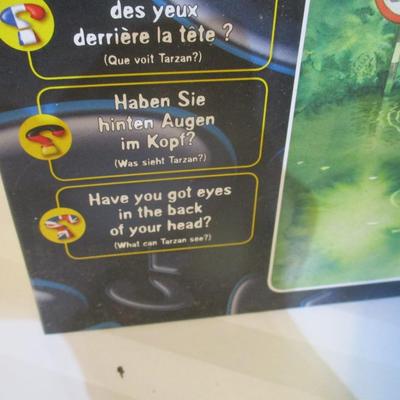 des yeux
derrière la tête ?
(Que voit Tarzan?)
Haben Sie
hinten Augen
im Kopf?
(Was sieht Tarzan?)
Have you got eyes
in the back
of your head?
(What can Tarzan see?)